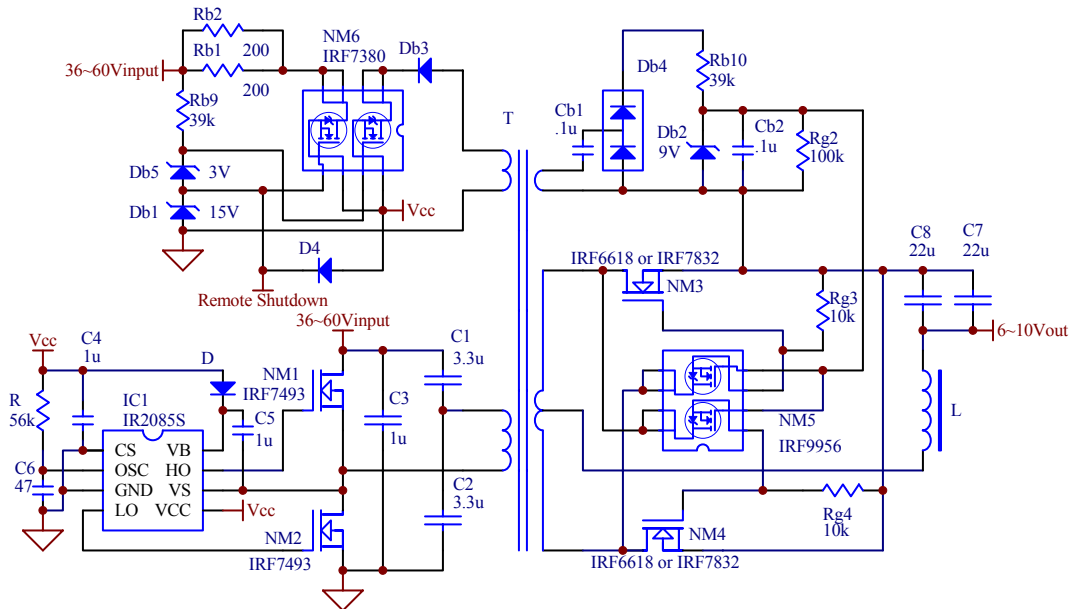 Rb2
Rb1
200
200
36~60Vinput
Rb9
39k
Db5
3V
Db1
15V
NM6
IRF7380
Db3
Vcc
D4
Remote Shutdown
T
Cb1
.1u
Db4
Rb10
39k
Db2
9V
Cb2
.1u
Rg2
100k
IRF6618 or IRF7832
NM3
Rg3
10k
C8
22u
C7
22u
6~10Vout
L
NM5
IRF9956
Rg4
10k
NM4
IRF6618 or IRF7832
36~60Vinput
Vcc
C4
1u
D
R
56k
IC1
IR2085S
CS
OSC
GND
LO
VB
HO
VS
VCC
Vcc
C5
1u
C6
47
NM1
IRF7493
NM2
IRF7493
C1
3.3u
C3
1u
C2
3.3u